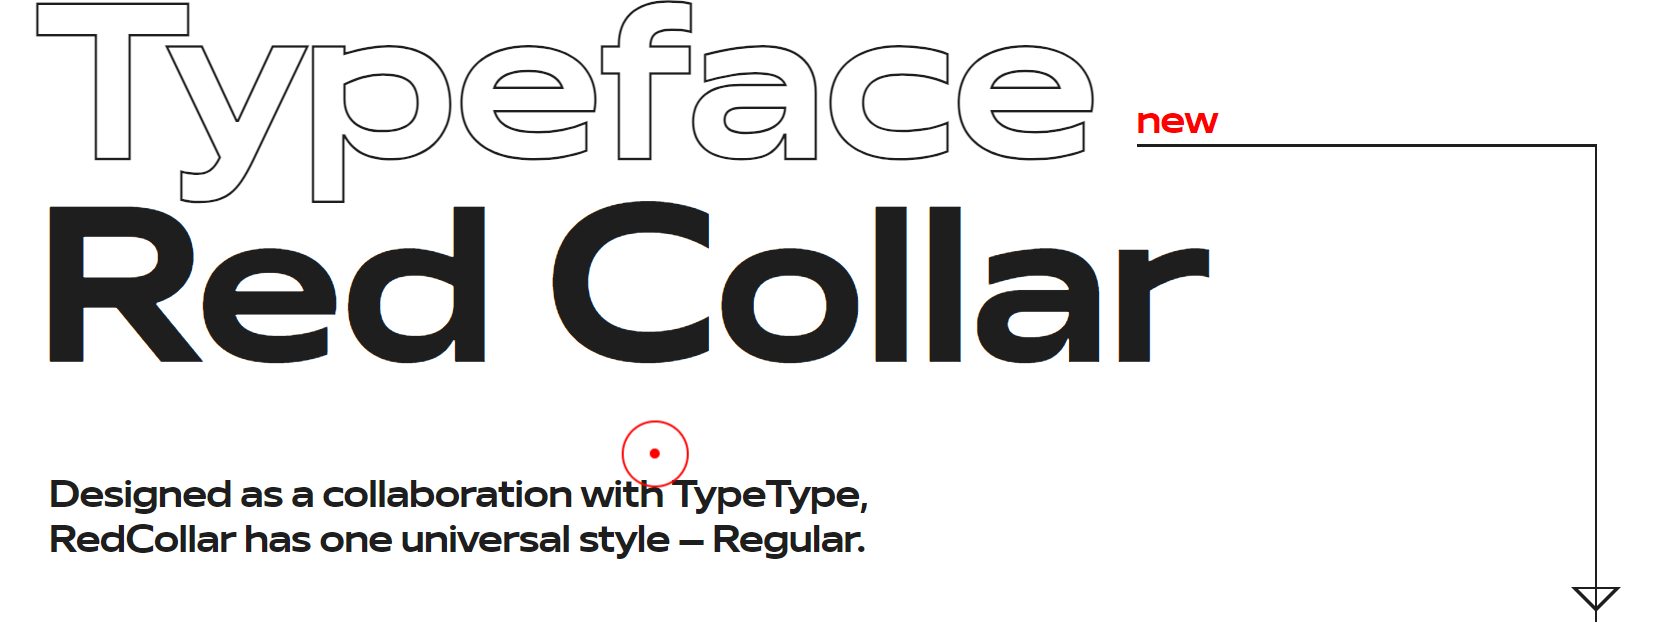 Typeface
new
Red Collar
Designed as a collaboration with TypeType,
RedCollar has one universal style – Regular.